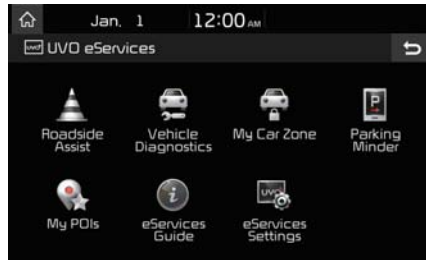 Jan. 1 12:00 AM
UVO eServices
Roadside Assist
Vehicle Diagnostics
My Car Zone
Parking Minder
My POIs
eServices Guide
eServices Settings